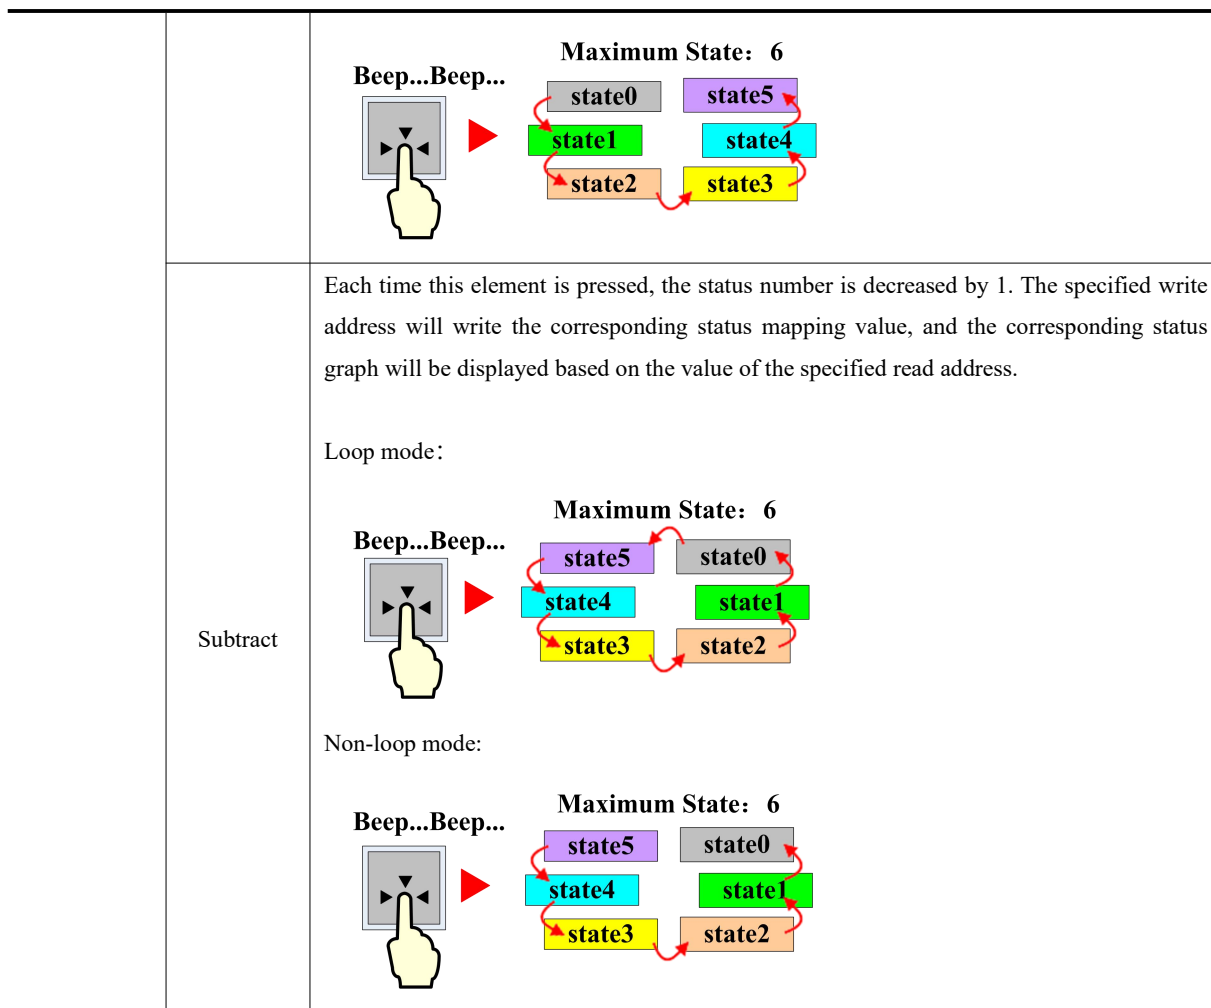 Maximum State：6
Beep...Beep...
state0
state5
state1
state4
state2
state3
Subtract
Each time this element is pressed, the status number is decreased by 1. The specified write
address will write the corresponding status mapping value, and the corresponding status
graph will be displayed based on the value of the specified read address.
Loop mode：
Maximum State：6
Beep...Beep...
state5
state0
state4
state1
state3
state2
Non-loop mode:
Maximum State：6
Beep...Beep...
state5
state0
state4
state1
state3
state2